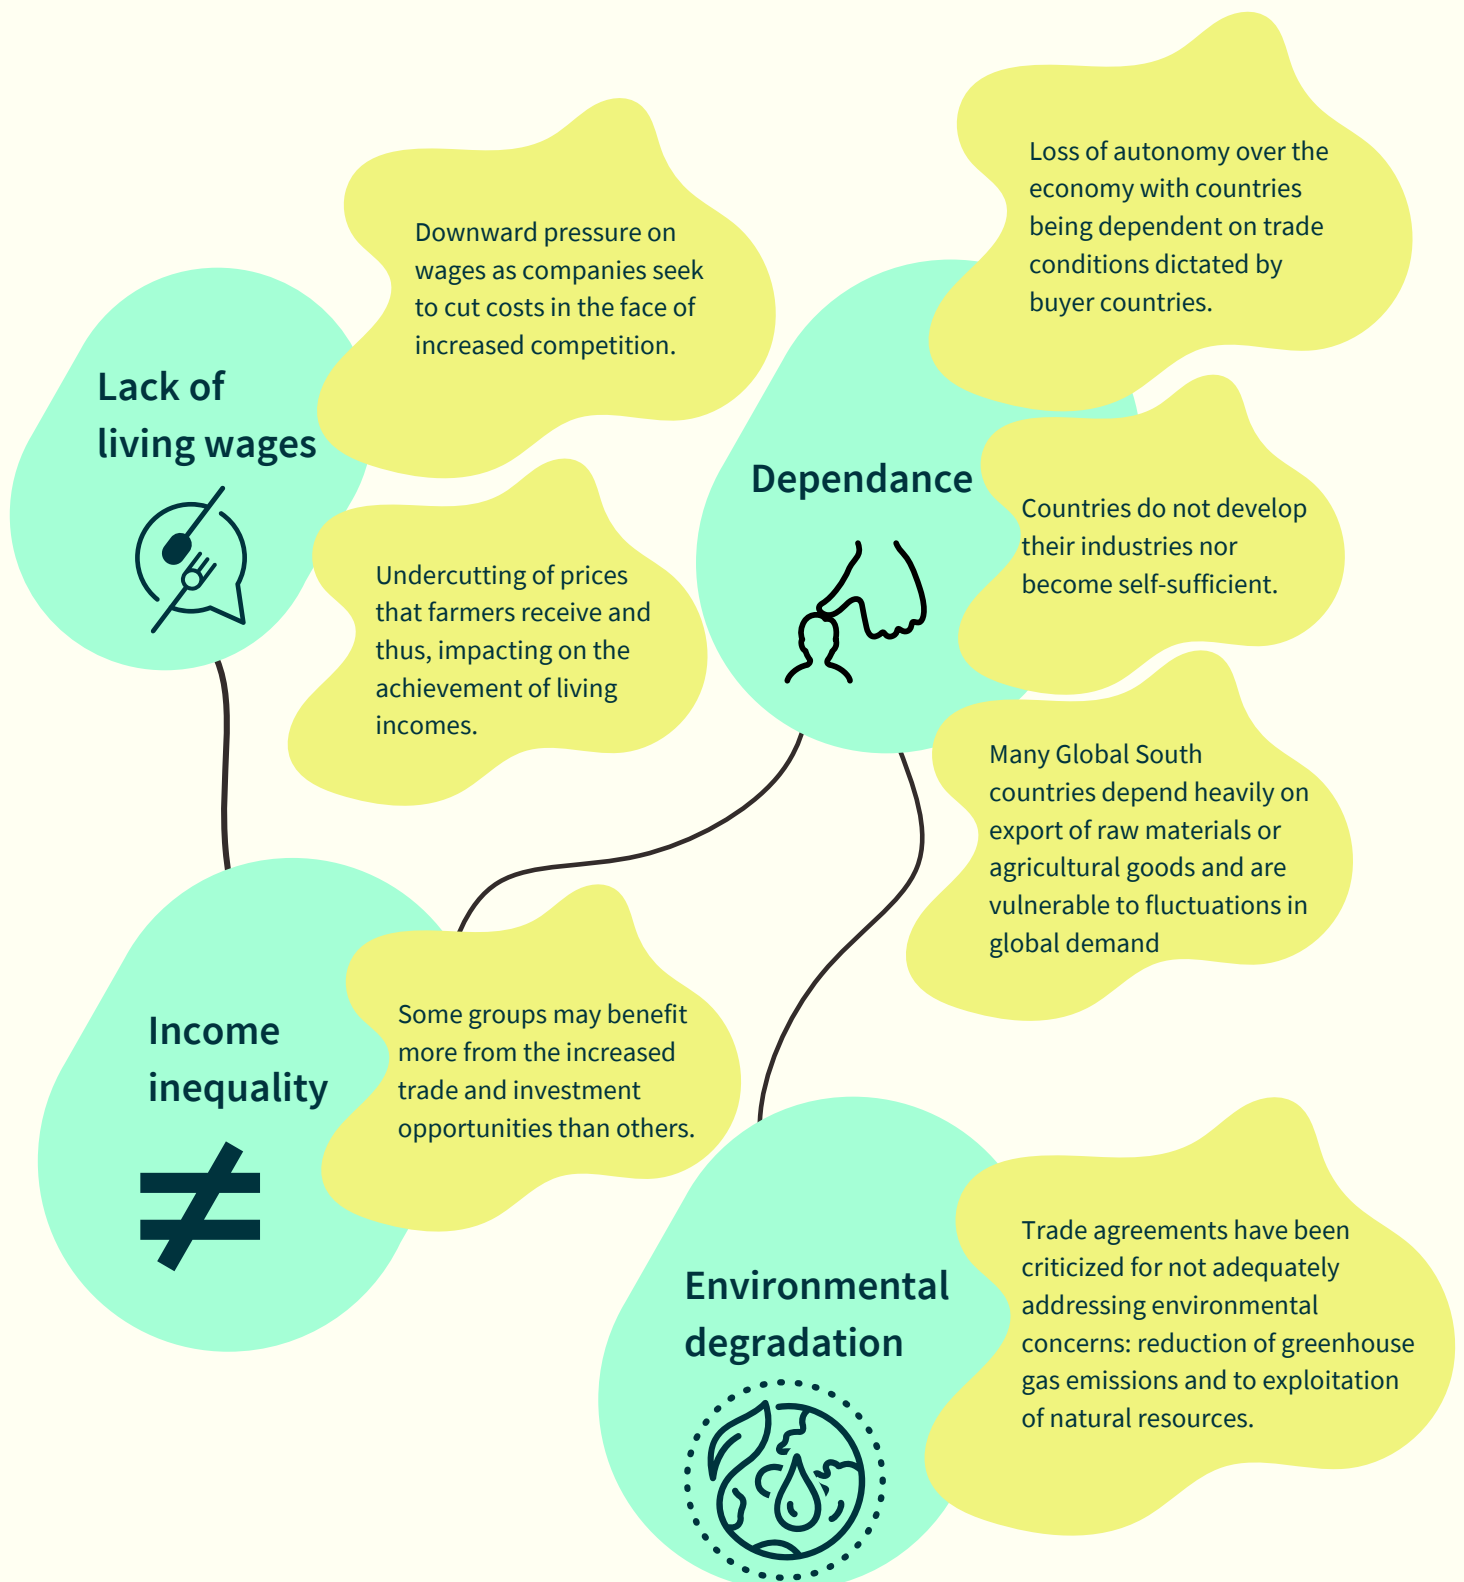 Lack of
living wages
Downward pressure on
wages as companies seek
to cut costs in the face of
increased competition.
Undercutting of prices
that farmers receive and
thus, impacting on the
achievement of living
incomes.
Dependance
Loss of autonomy over the
economy with countries
being dependent on trade
conditions dictated by
buyer countries.
Countries do not develop
their industries nor
become self-sufficient.
Many Global South
countries depend heavily on
export of raw materials or
agricultural goods and are
vulnerable to fluctuations in
global demand
Income
inequality
Some groups may benefit
more from the increased
trade and investment
opportunities than others.
Environmental
degradation
Trade agreements have been
criticized for not adequately
addressing environmental
concerns: reduction of greenhouse
gas emissions and to exploitation
of natural resources.